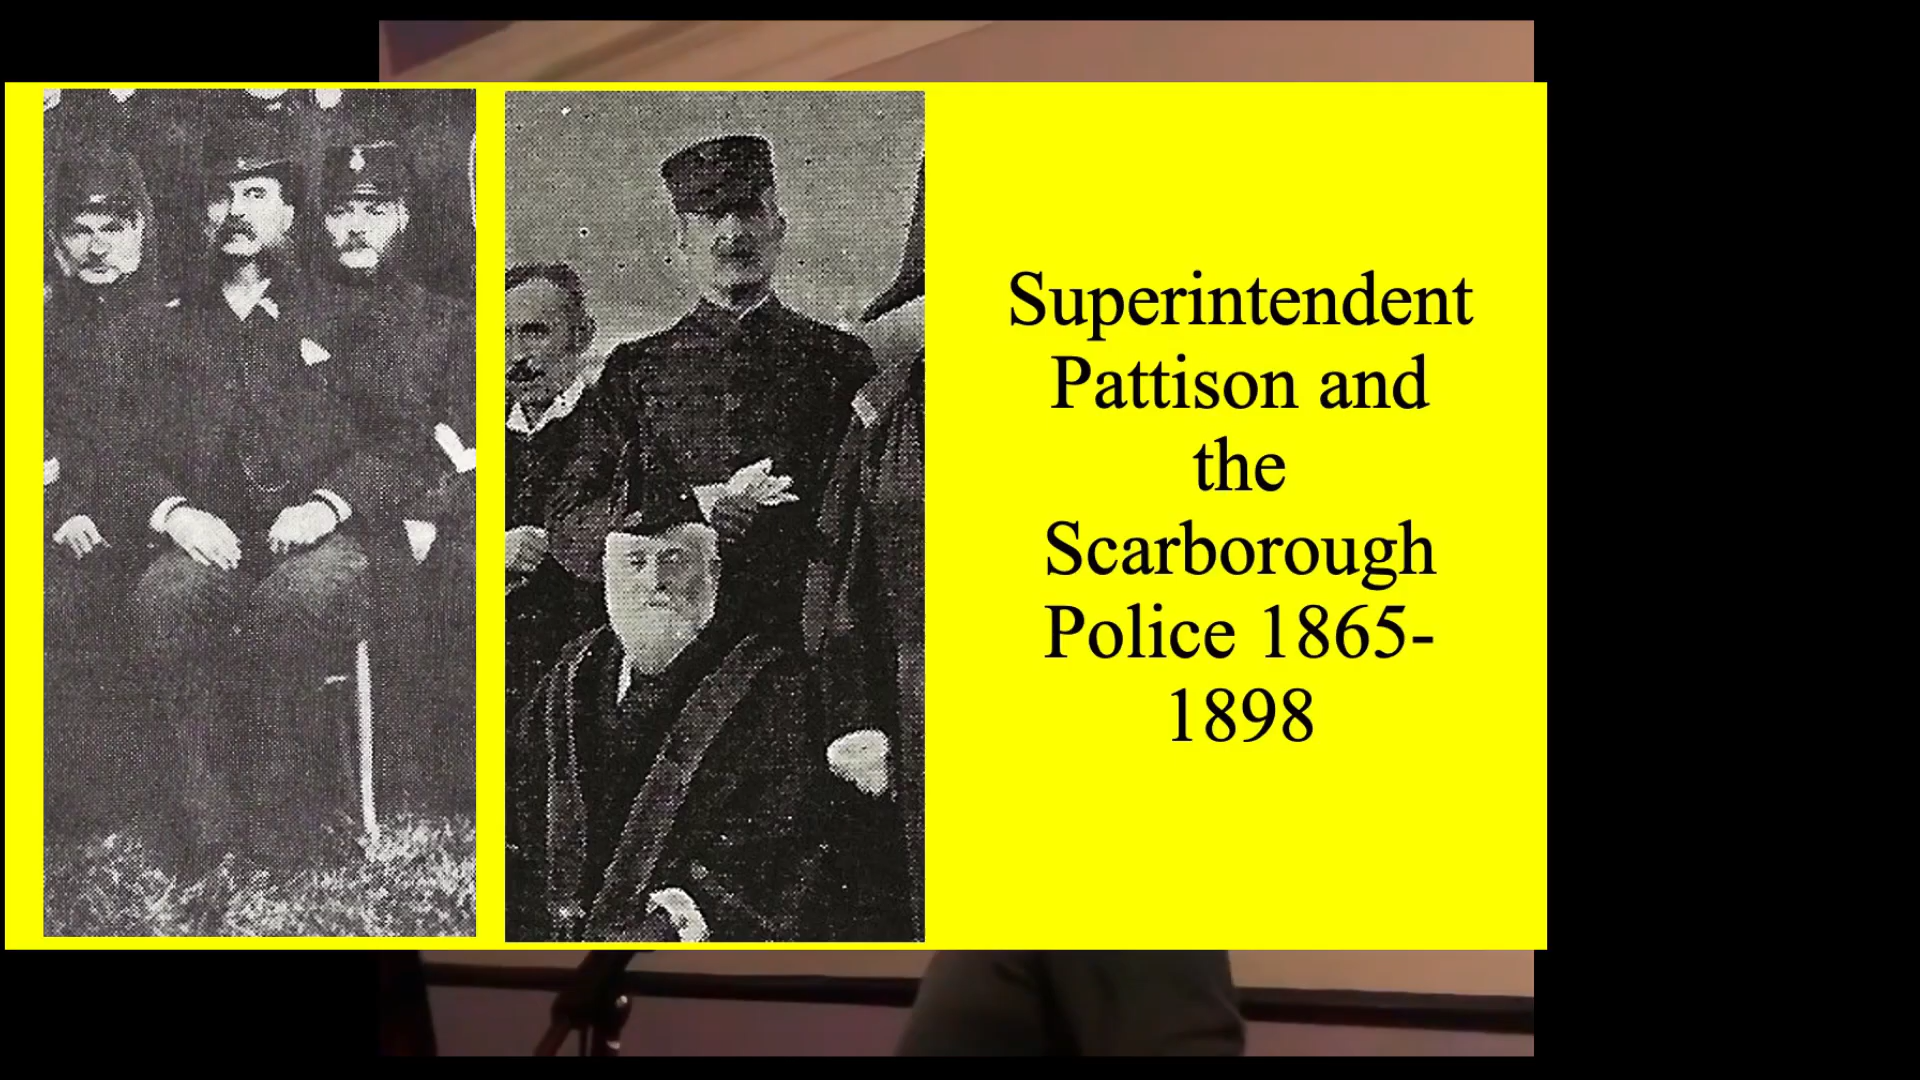 Superintendent
Pattison and
the
Scarborough
Police 1865-
1898